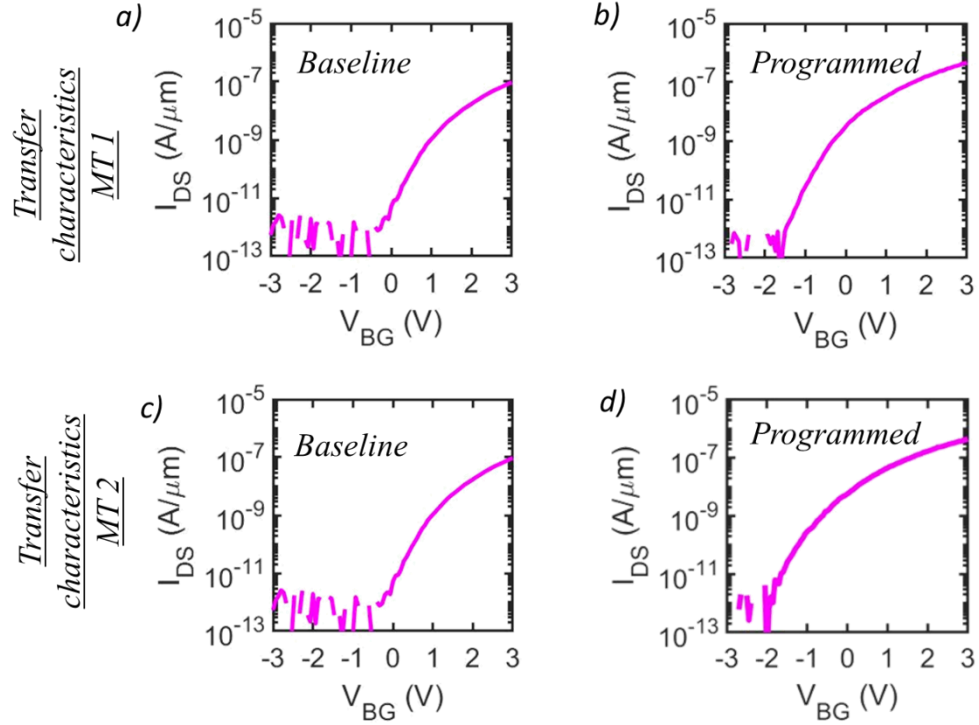 a)
Baseline
Transfer
characteristics
MT 1
I_DS (A/μm)
10^-5
10^-7
10^-9
10^-11
10^-13
-3 -2 -1 0 1 2 3
V_BG (V)
b)
Programmed
I_DS (A/μm)
10^-5
10^-7
10^-9
10^-11
10^-13
-3 -2 -1 0 1 2 3
V_BG (V)
c)
Baseline
Transfer
characteristics
MT 2
I_DS (A/μm)
10^-5
10^-7
10^-9
10^-11
10^-13
-3 -2 -1 0 1 2 3
V_BG (V)
d)
Programmed
I_DS (A/μm)
10^-5
10^-7
10^-9
10^-11
10^-13
-3 -2 -1 0 1 2 3
V_BG (V)